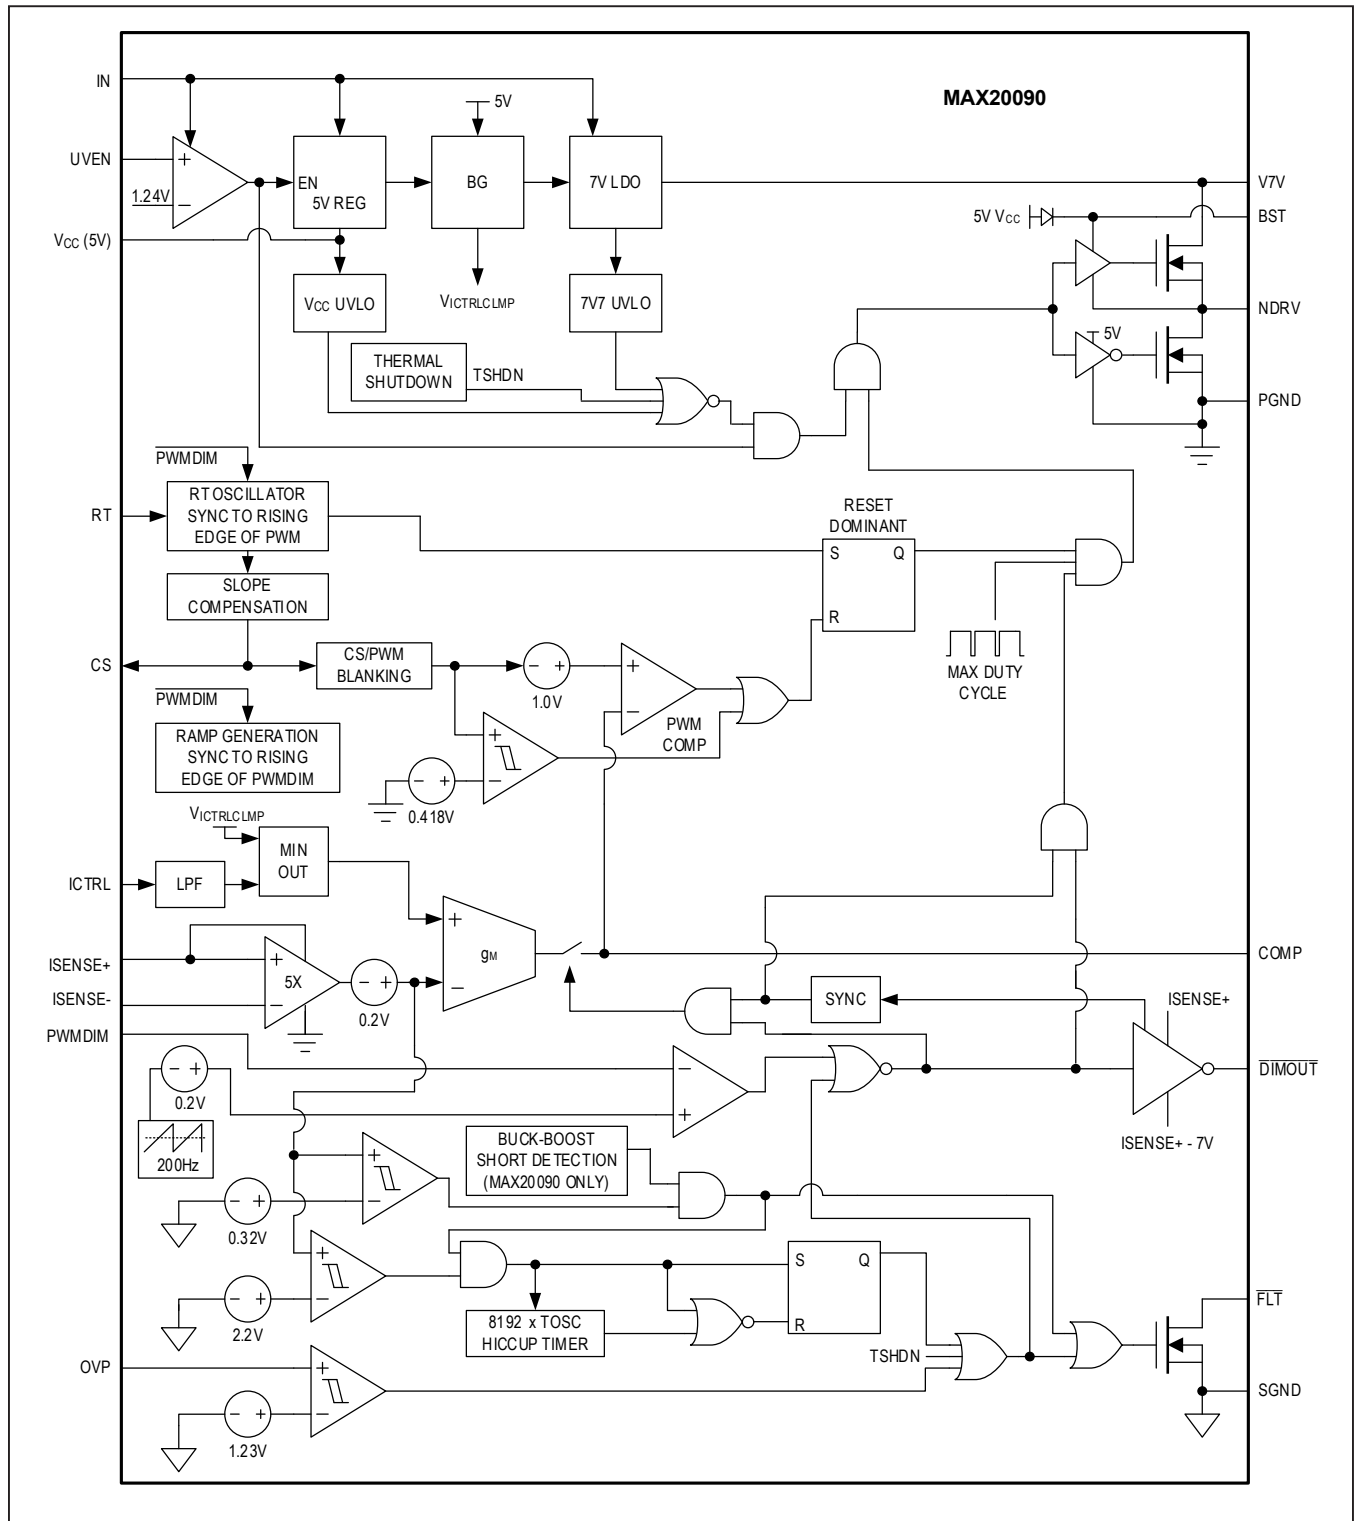 MAX20090
IN
5V
UVEN
+
1.24V
−
EN
5V REG
BG
7V LDO
V7V
5V VCC
BST
VCC (5V)
VCC UVLO
VICTRLCLMP
7V7 UVLO
NDRV
5V
THERMAL
SHUTDOWN
TSHDN
PGND
PWMDIM
RT
RT OSCILLATOR
SYNC TO RISING
EDGE OF PWM
RESET
DOMINANT
S
Q
R
SLOPE
COMPENSATION
CS
CS/PWM
BLANKING
− +
1.0V
+
−
PWM
COMP
MAX DUTY
CYCLE
PWMDIM
RAMP GENERATION
SYNC TO RISING
EDGE OF PWMDIM
+
−
− +
0.418V
VICTRLCLMP
MIN
OUT
ICTRL
LPF
+
gM
−
COMP
ISENSE+
+
5X
−
ISENSE-
− +
0.2V
SYNC
ISENSE+
PWMDIM
− +
0.2V
200Hz
−
+
DIMOUT
ISENSE+ - 7V
BUCK-BOOST
SHORT DETECTION
(MAX20090 ONLY)
+
−
− +
0.32V
+
−
− +
2.2V
8192 x TOSC
HICCUP TIMER
S
Q
R
TSHDN
FLT
OVP
+
−
− +
1.23V
SGND